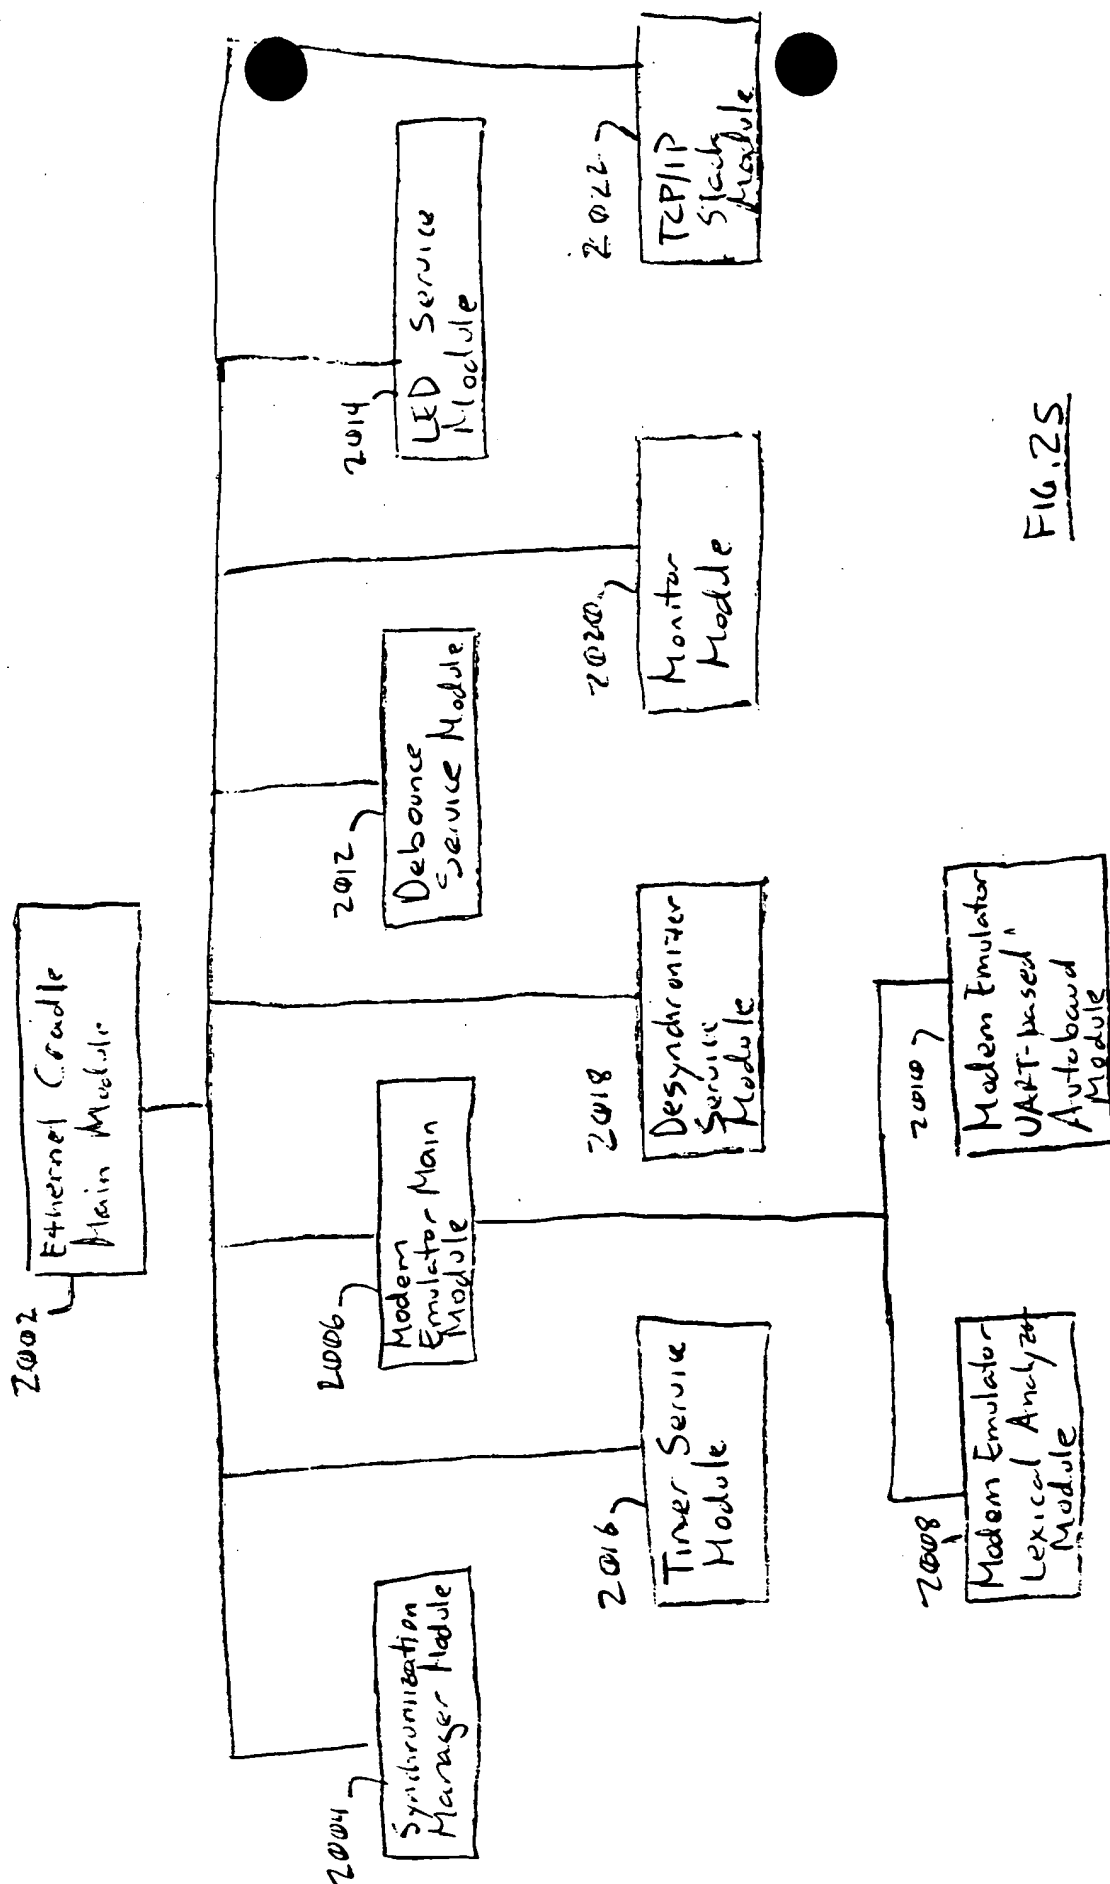 2002
Ethernet Cradle
Main Module
2004
Synchronization
Manager Module
2006
Modem
Emulator Main
Module
2012
Debounce
Service Module
2014
LED Service
Module
2016
Timer Service
Module
2018
Desynchronizer
Service
Module
2020
Monitor
Module
2022
TCP/IP
Stack
Module
2008
Modem Emulator
Lexical Analyzer
Module
2010
Modem Emulator
UART-based
Autobaud
Module
FIG. 25